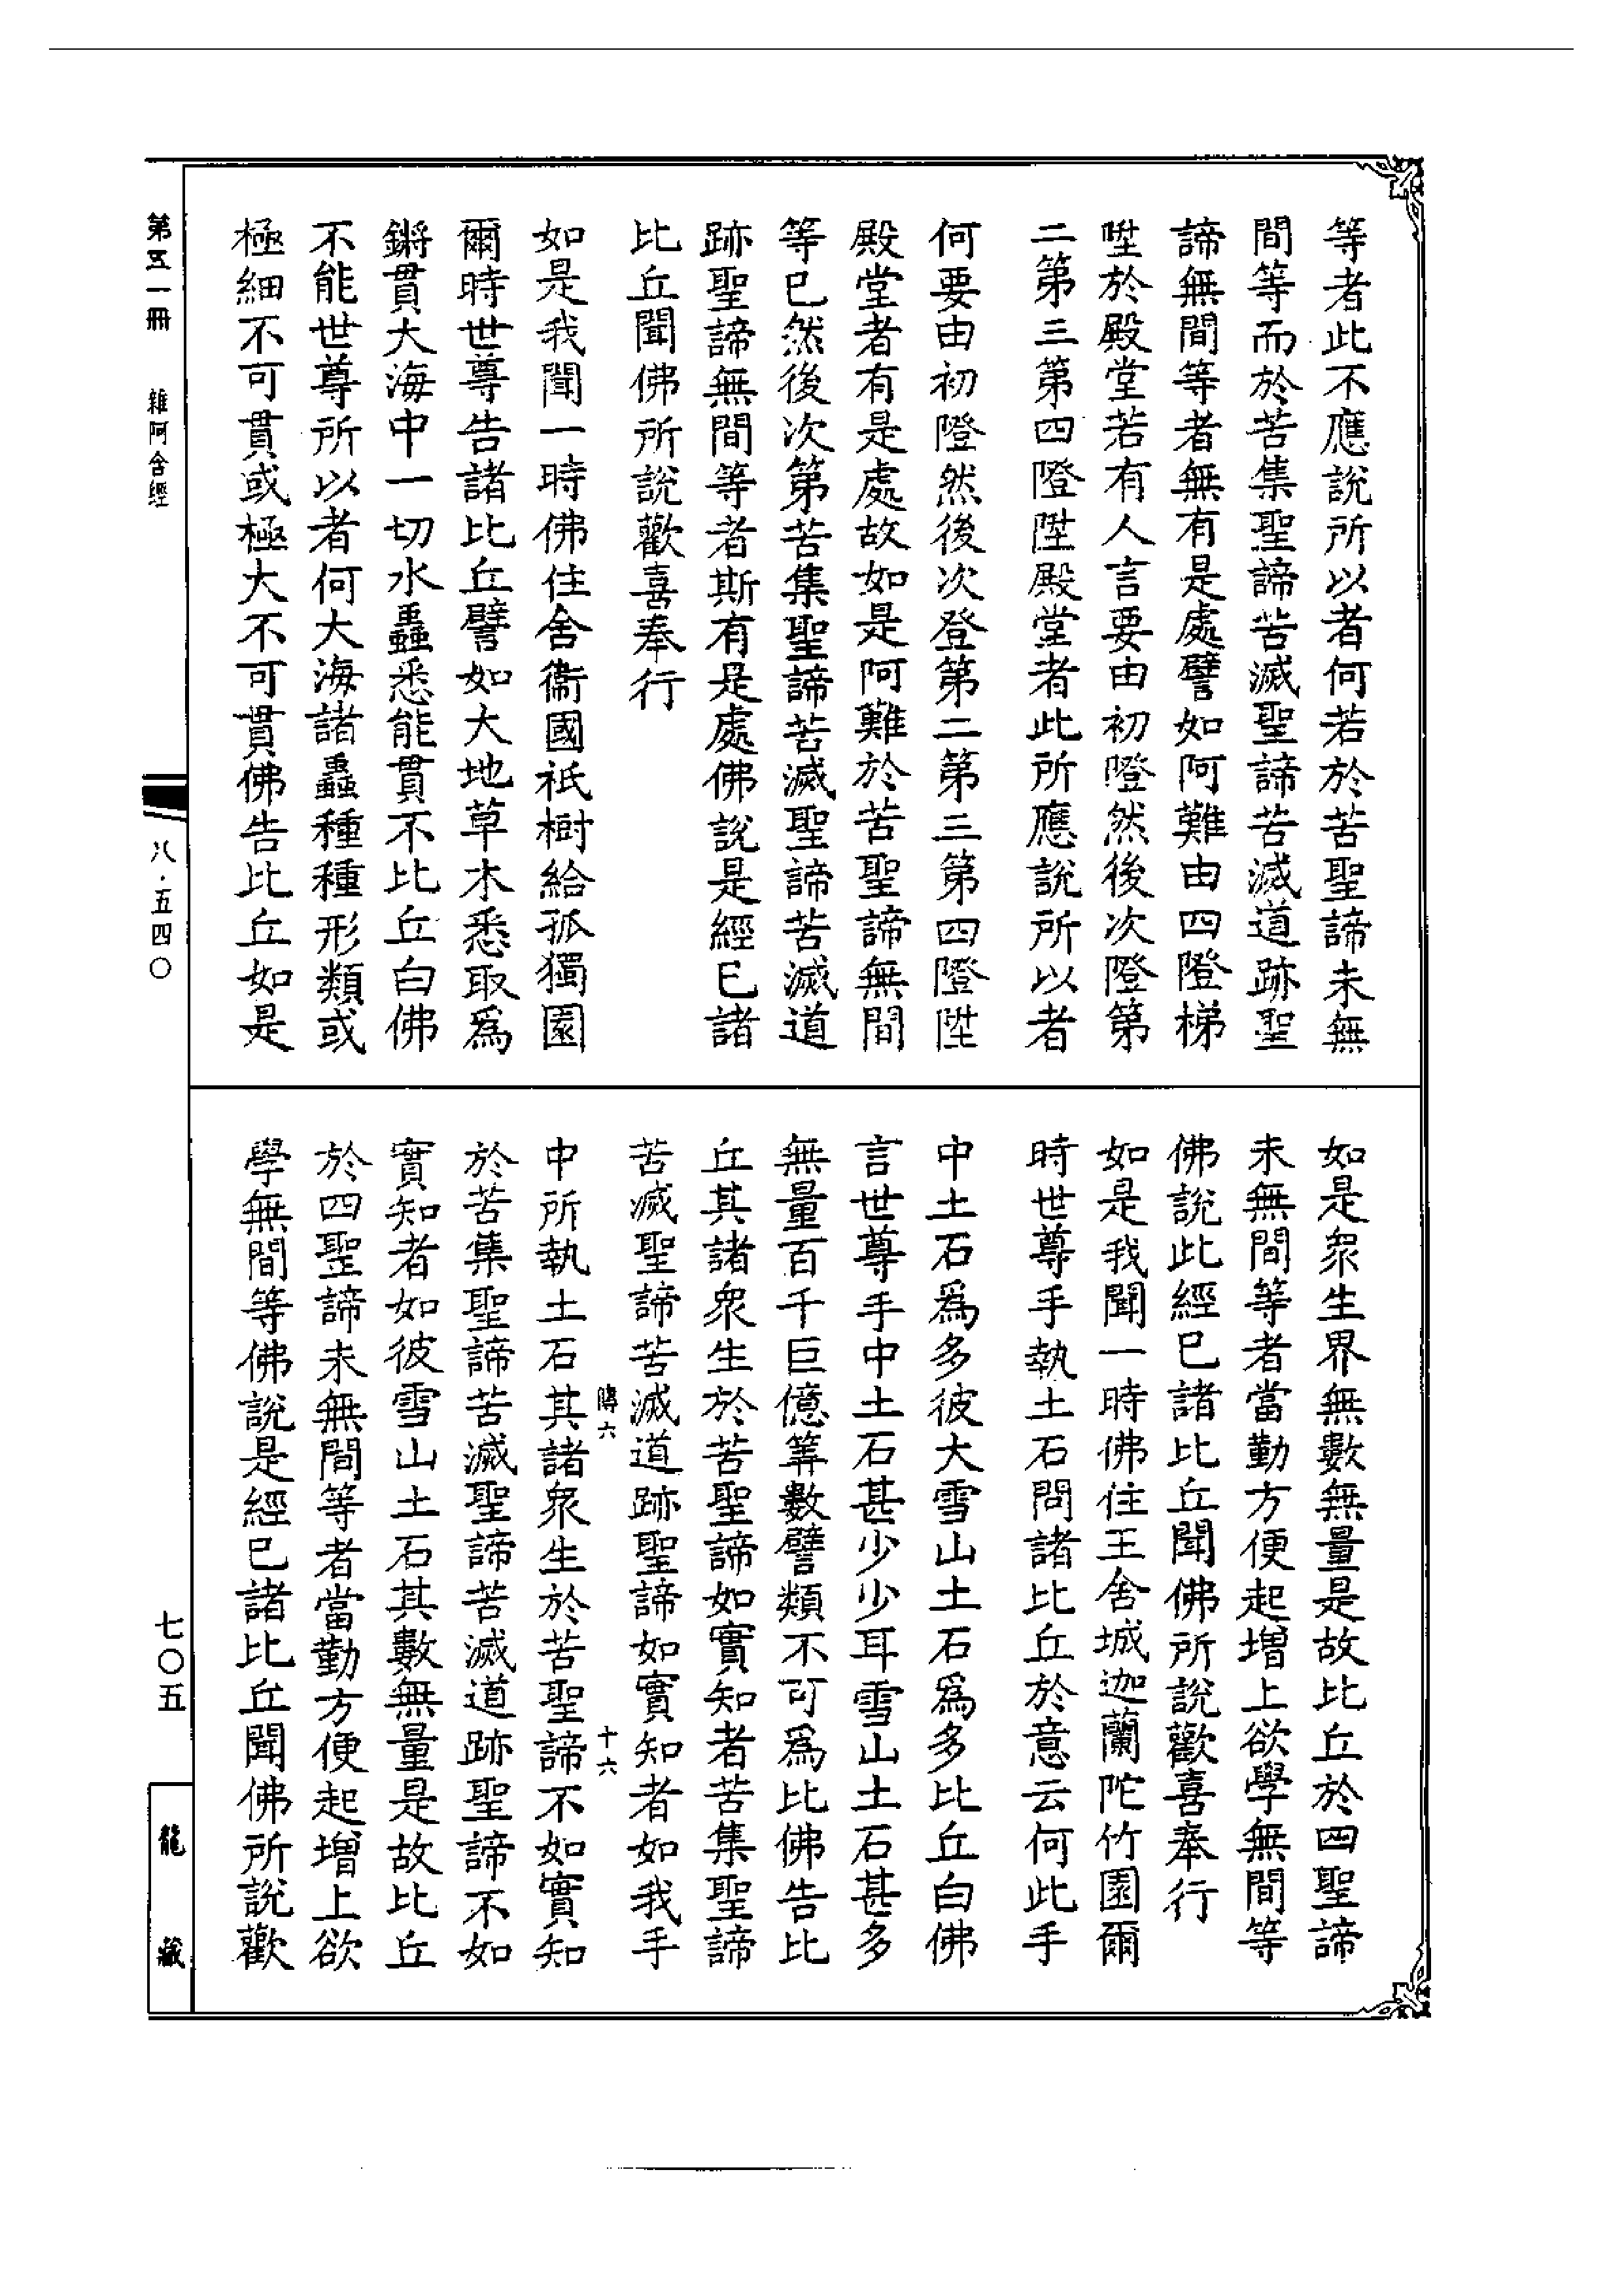 等者此不應說所以者何若於苦聖諦未無
間等而於苦集聖諦苦滅聖諦苦滅道跡聖
諦無間等者無有是處譬如阿難由四隥梯
陞於殿堂若有人言要由初隥然後次隥第
二第三第四隥陞殿堂者此所應說所以者
何要由初隥然後次登第二第三第四隥陞
殿堂者有是處故如是阿難於苦聖諦無間
等已然後次第苦集聖諦苦滅聖諦苦滅道
跡聖諦無間等者斯有是處佛說是經已諸
比丘聞佛所說歡喜奉行
如是我聞一時佛住舍衛國祇樹給孤獨園
爾時世尊告諸比丘譬如大地草木悉取為
鏘貫大海中一切水蟲悉能貫不比丘白佛
不能世尊所以者何大海諸蟲種種形類或
極細不可貫或極大不可貫佛告比丘如是
如是眾生界無數無量是故比丘於四聖諦
未無間等者當勤方便起增上欲學無間等
佛說此經已諸比丘聞佛所說歡喜奉行
如是我聞一時佛住王舍城迦蘭陀竹園爾
時世尊手執土石問諸比丘於意云何此手
中土石為多彼大雪山土石為多比丘白佛
言世尊手中土石甚少少耳雪山土石甚多
無量百千巨億筭數譬類不可為比佛告比
丘其諸眾生於苦聖諦如實知者苦集聖諦
苦滅聖諦苦滅道跡聖諦如實知者如我手
中所執土石其諸眾生於苦聖諦不如實知
於苦集聖諦苦滅聖諦苦滅道跡聖諦不如
實知者如彼雪山土石其數無量是故比丘
於四聖諦未無間等者當勤方便起增上欲
學無間等佛說是經已諸比丘聞佛所說歡
六 十六
第五一冊 雜阿含經 八·五四〇 七〇五 龍藏